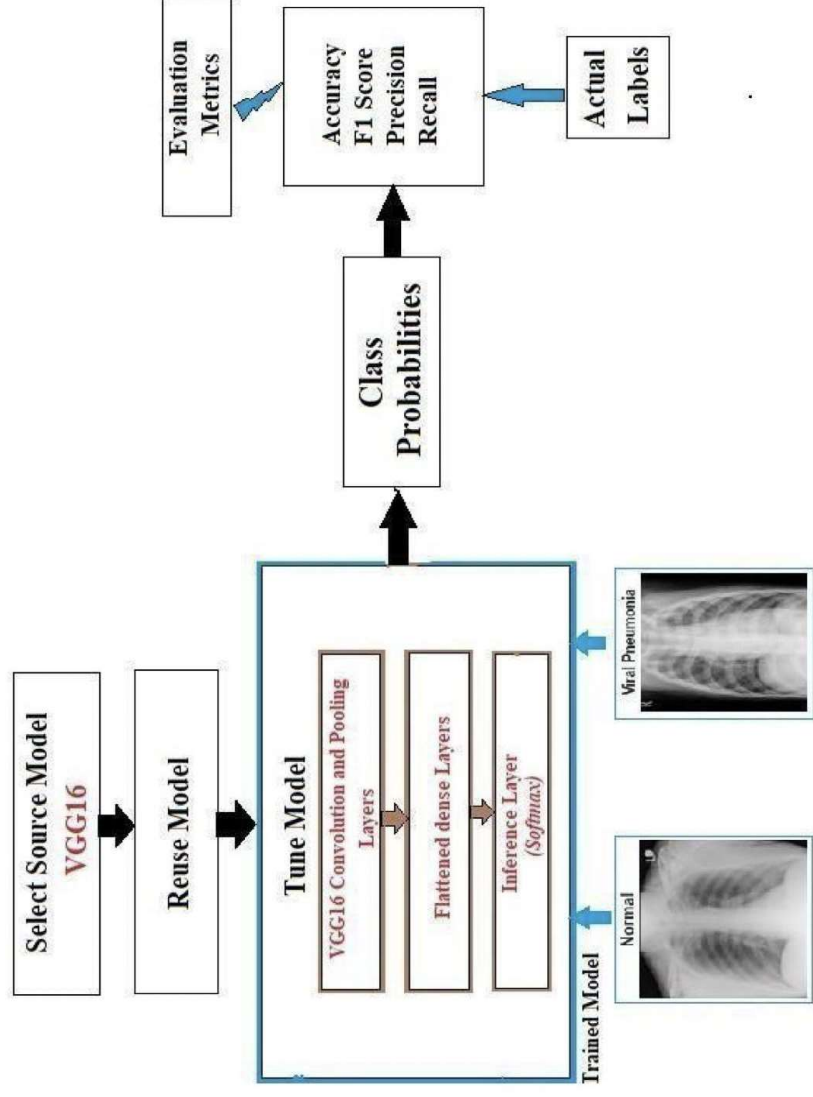 Select Source Model
VGG16
Reuse Model
Tune Model
VGG16 Convolution and Pooling
Layers
Flattened dense Layers
Inference Layer
(Softmax)
Trained Model
Normal
Viral Pneumonia
R
Class
Probabilities
Evaluation
Metrics
Accuracy
F1 Score
Precision
Recall
Actual
Labels